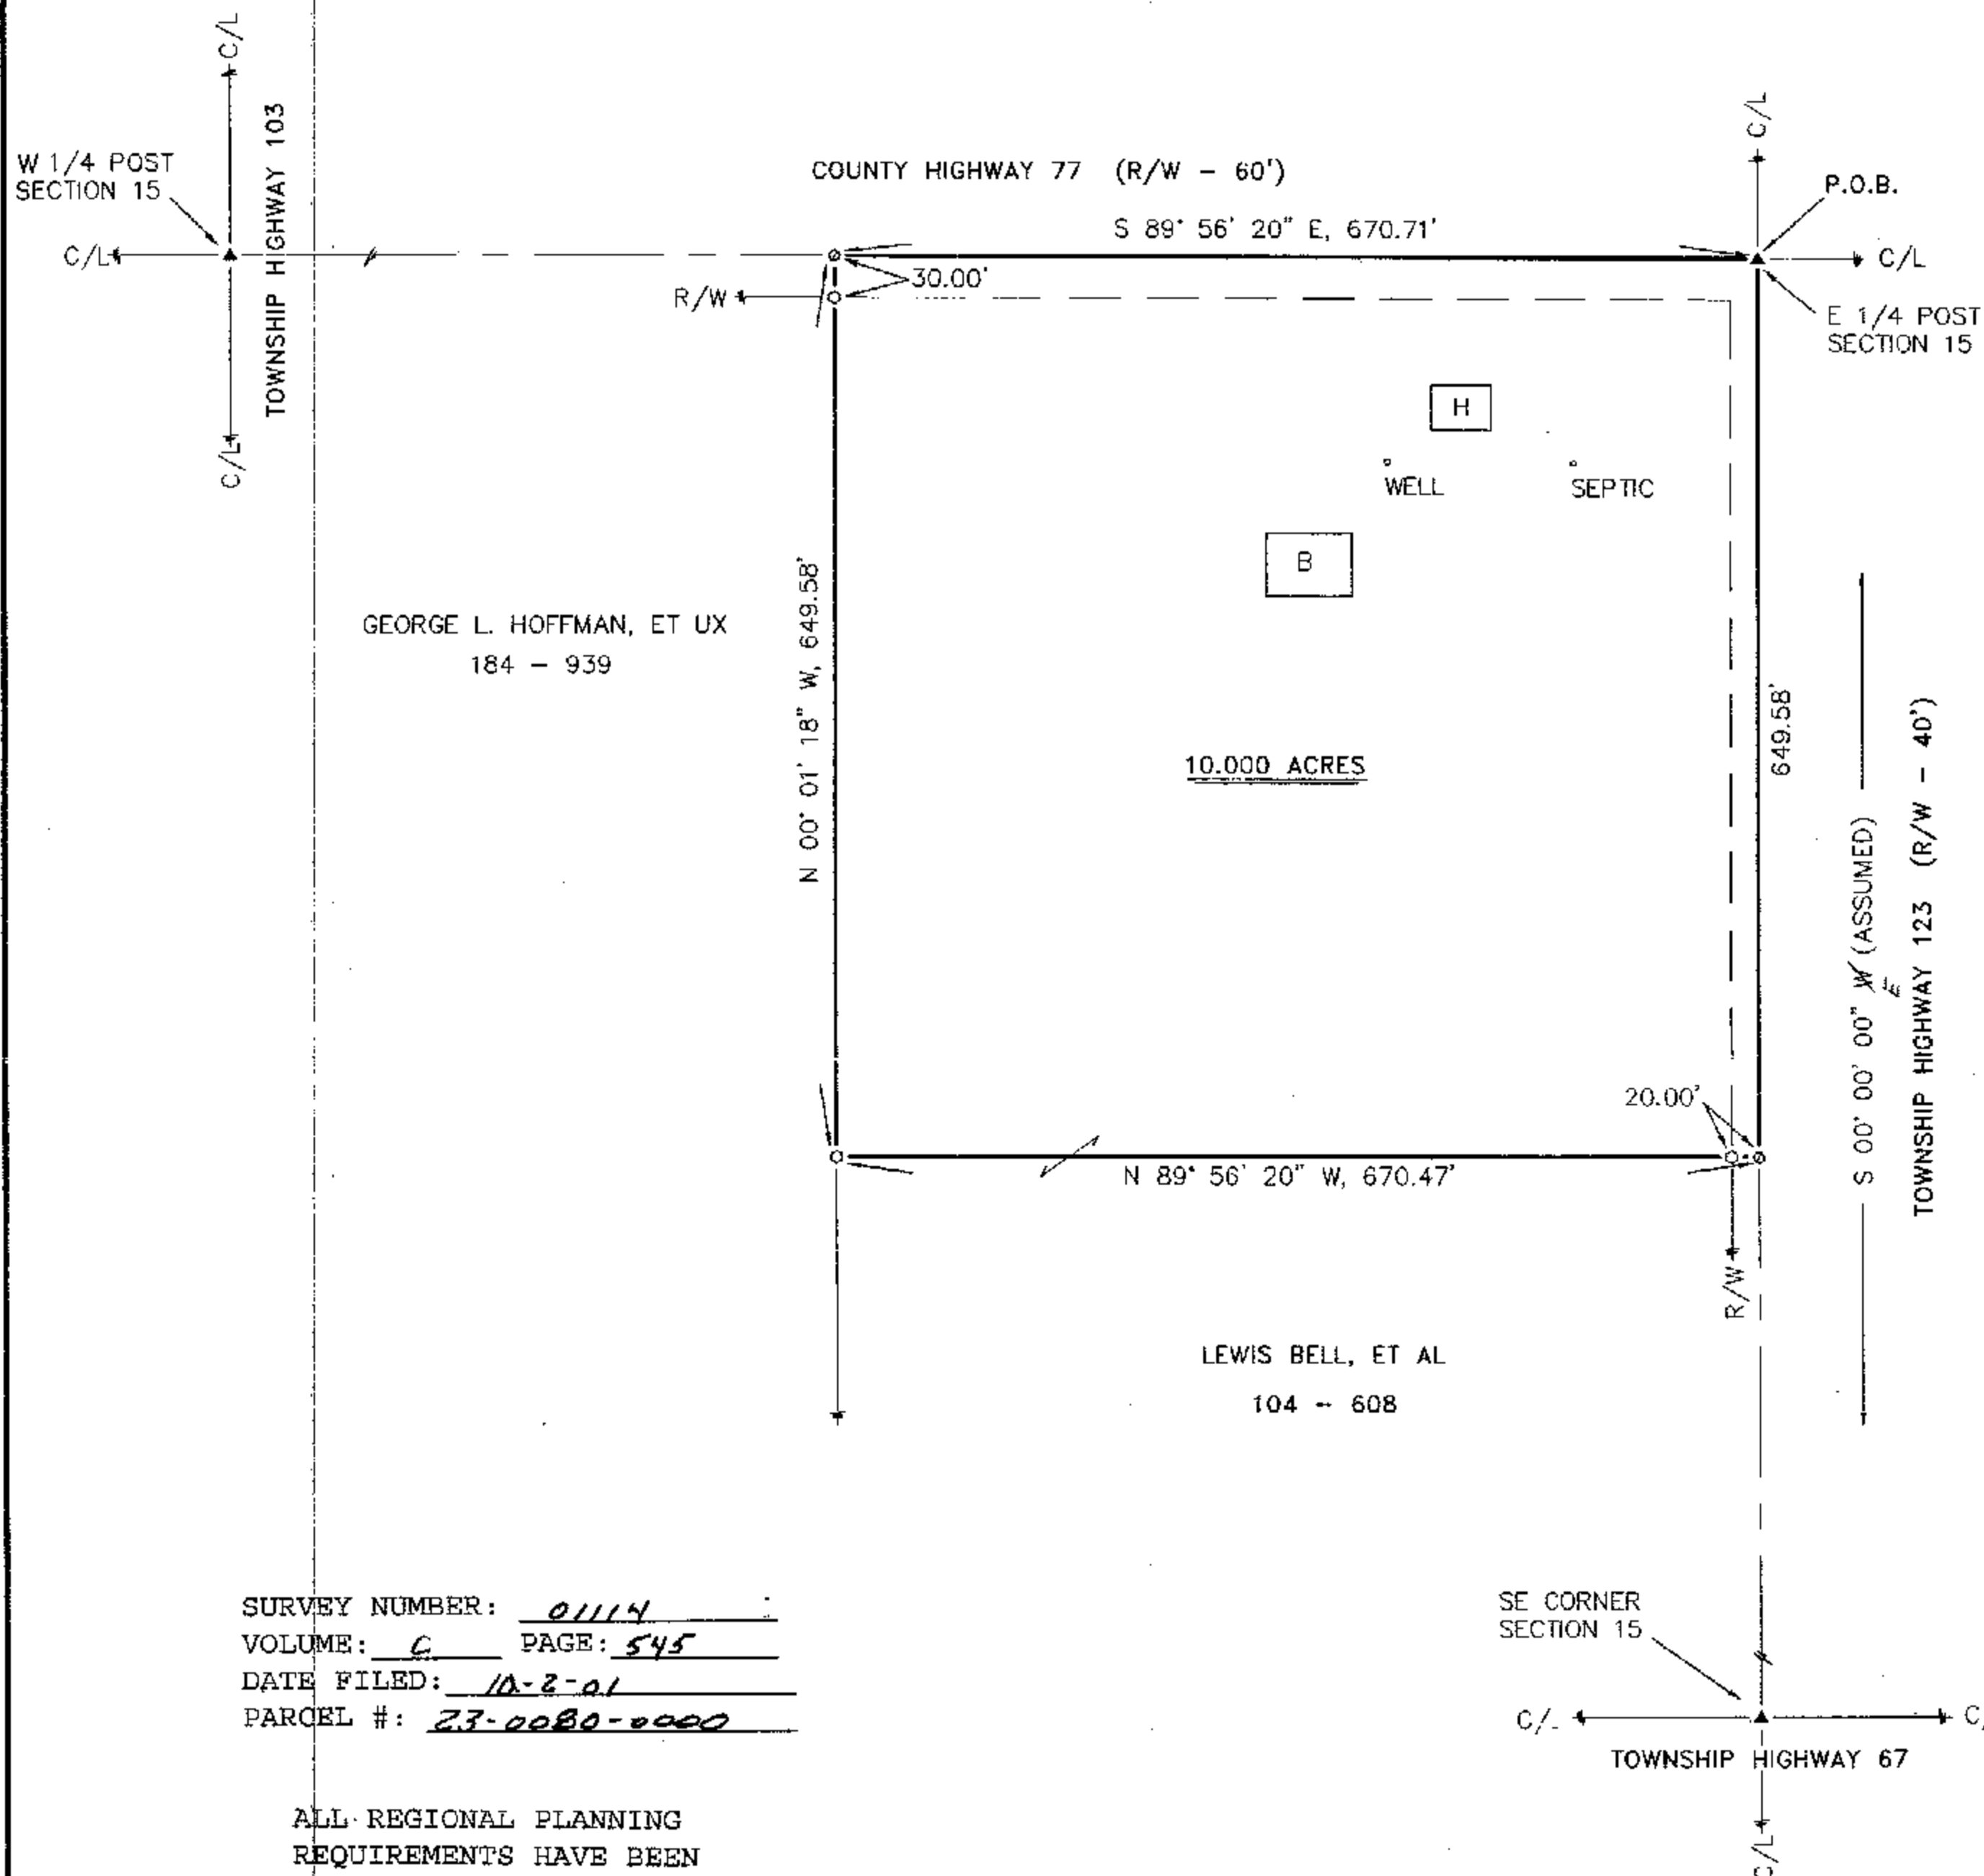 C/L
C/L
W 1/4 POST
SECTION 15
TOWNSHIP HIGHWAY 103
COUNTY HIGHWAY 77 (R/W - 60')
P.O.B.
S 89° 56' 20" E, 670.71'
C/L
C/L
30.00'
R/W
E 1/4 POST
SECTION 15
H
C/L
WELL
SEPTIC
B
GEORGE L. HOFFMAN, ET UX
184 - 939
N 00° 01' 18" W, 649.58'
649.58'
10.000 ACRES
S 00° 00' 00" W (ASSUMED)
E
TOWNSHIP HIGHWAY 123 (R/W - 40')
20.00'
N 89° 56' 20" W, 670.47'
R/W
LEWIS BELL, ET AL
104 - 608
SURVEY NUMBER: 01114
VOLUME: C PAGE: 545
DATE FILED: 10-2-01
PARCEL #: 23-0080-0000
SE CORNER
SECTION 15
TOWNSHIP HIGHWAY 67
C/L
ALL REGIONAL PLANNING
REQUIREMENTS HAVE BEEN